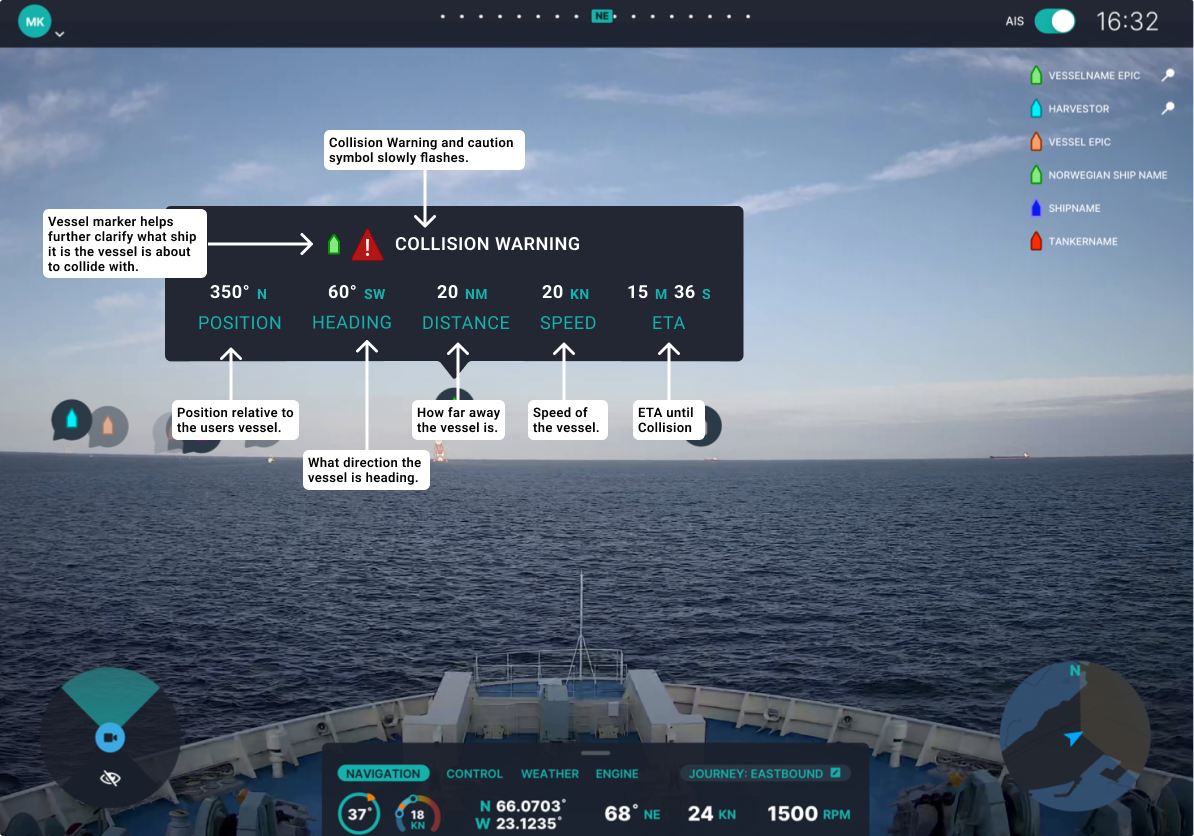 MK
NE
AIS
16:32
VESSELNAME EPIC
HARVESTOR
VESSEL EPIC
NORWEGIAN SHIP NAME
SHIPNAME
TANKERNAME
Collision Warning and caution
symbol slowly flashes.
Vessel marker helps
further clarify what ship
it is the vessel is about
to collide with.
! COLLISION WARNING
350° N 60° SW 20 NM 20 KN 15 M 36 S
POSITION HEADING DISTANCE SPEED ETA
Position relative to
the users vessel.
How far away
the vessel is.
Speed of
the vessel.
ETA until
Collision
What direction the
vessel is heading.
N
NAVIGATION CONTROL WEATHER ENGINE JOURNEY: EASTBOUND
37° 18 KN
N 66.0703°
W 23.1235°
68° NE 24 KN 1500 RPM